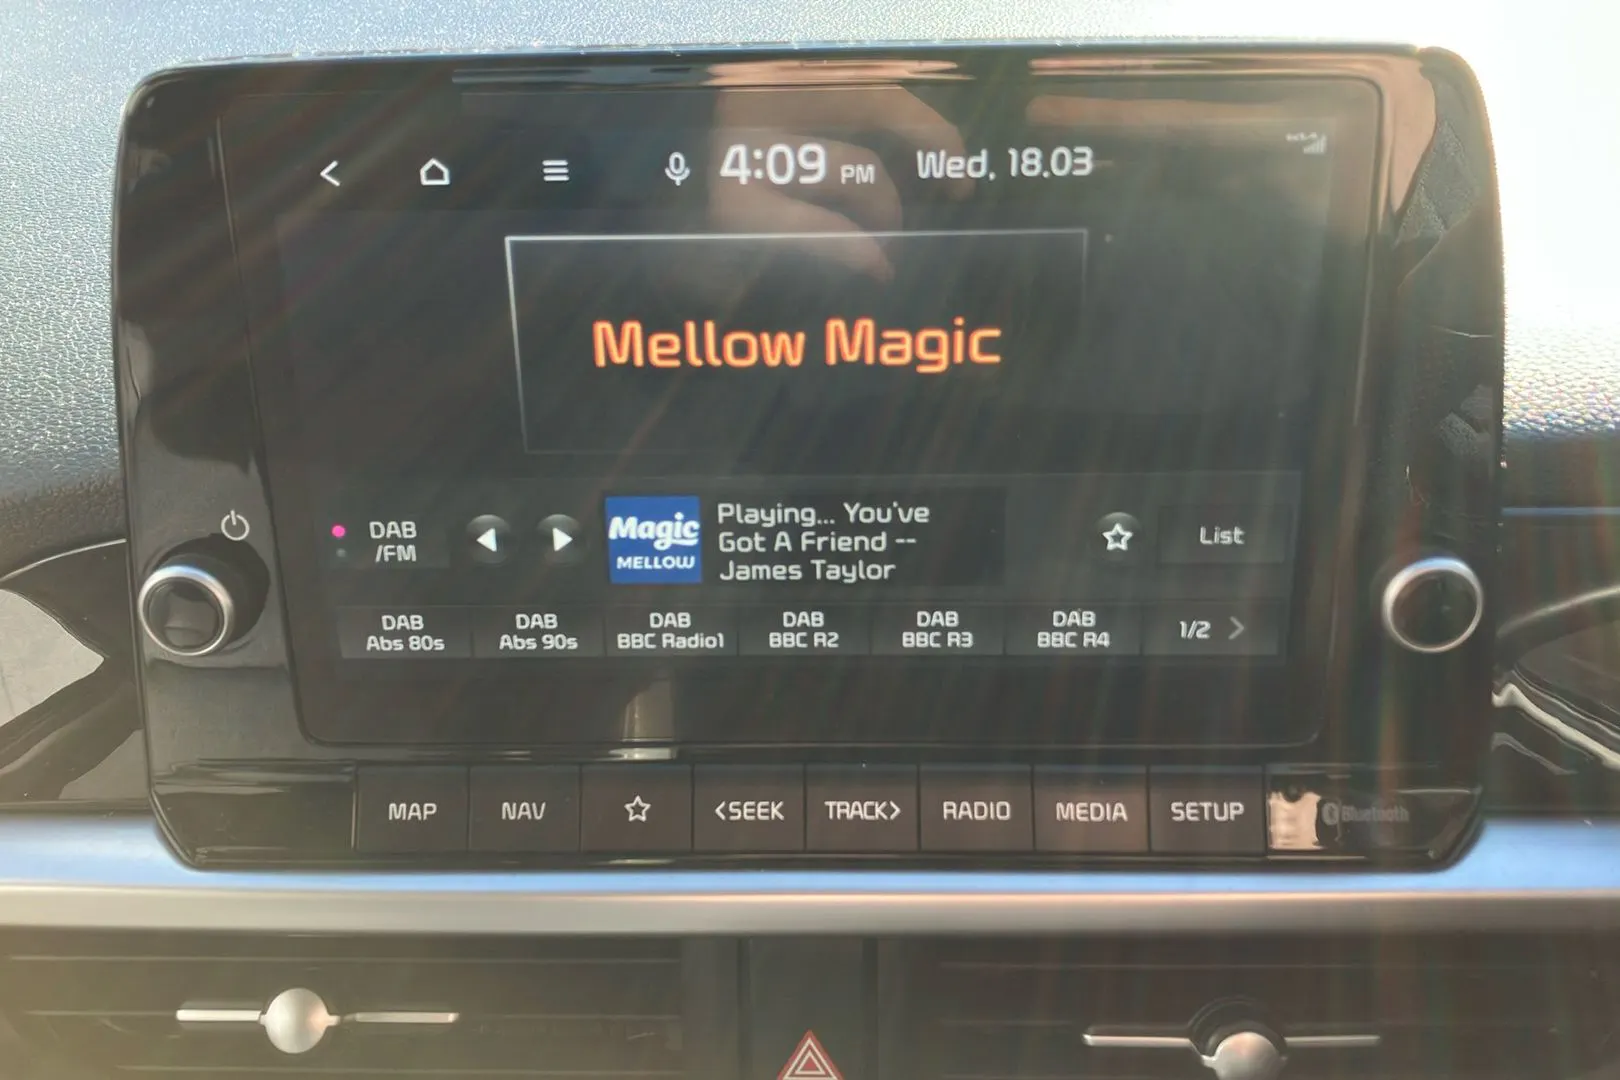 4:09 PM Wed, 18.03
Mellow Magic
DAB
/FM
Magic
MELLOW
Playing... You've
Got A Friend --
James Taylor
List
DAB
Abs 80s
DAB
Abs 90s
DAB
BBC Radio1
DAB
BBC R2
DAB
BBC R3
DAB
BBC R4
1/2 >
MAP
NAV
<SEEK
TRACK>
RADIO
MEDIA
SETUP
Bluetooth